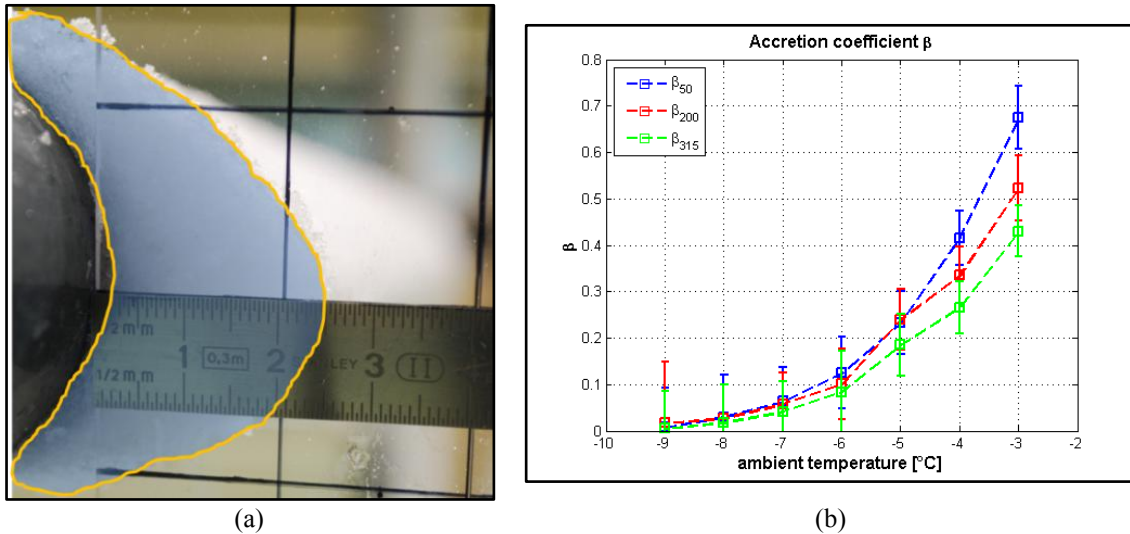 2 m m
1 2 3
0,3m
NLEY
II
1/2 m m
(a)
Accretion coefficient β
β50
β200
β315
0.8
0.7
0.6
0.5
0.4
0.3
0.2
0.1
0
β
-10 -9 -8 -7 -6 -5 -4 -3 -2
ambient temperature [°C]
(b)